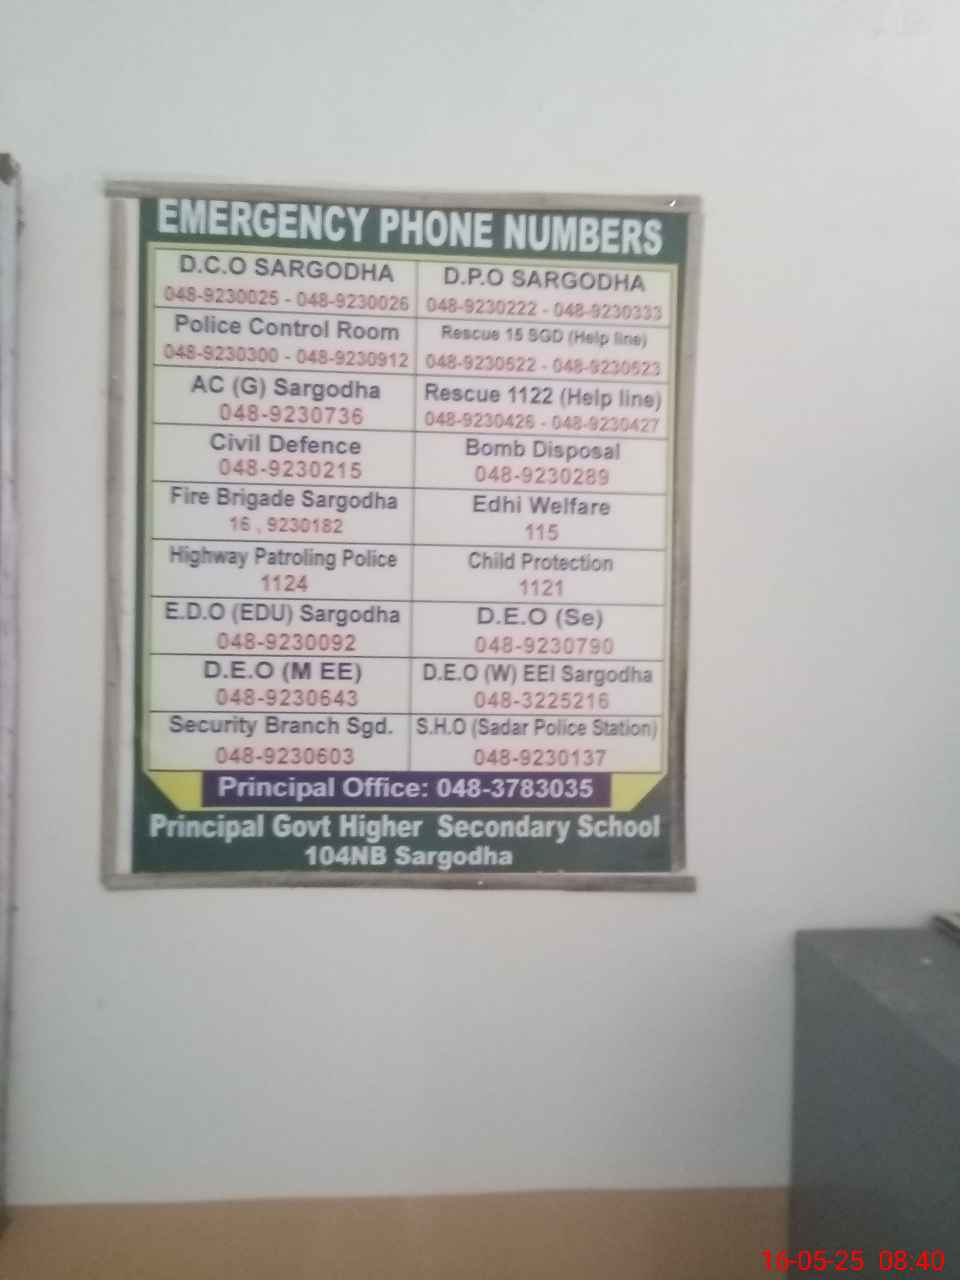 EMERGENCY PHONE NUMBERS
D.C.O SARGODHA
048-9230025 - 048-9230026
D.P.O SARGODHA
048-9230222 - 048-9230333
Police Control Room
048-9230300 - 048-9230912
Rescue 15 SGD (Help line)
048-9230522 - 048-9230523
AC (G) Sargodha
048-9230736
Rescue 1122 (Help line)
048-9230426 - 048-9230427
Civil Defence
048-9230215
Bomb Disposal
048-9230289
Fire Brigade Sargodha
16 , 9230182
Edhi Welfare
115
Highway Patroling Police
1124
Child Protection
1121
E.D.O (EDU) Sargodha
048-9230092
D.E.O (Se)
048-9230790
D.E.O (M EE)
048-9230643
D.E.O (W) EEI Sargodha
048-3225216
Security Branch Sgd.
048-9230603
S.H.O (Sadar Police Station)
048-9230137
Principal Office: 048-3783035
Principal Govt Higher Secondary School
104NB Sargodha
16-05-25 08:40